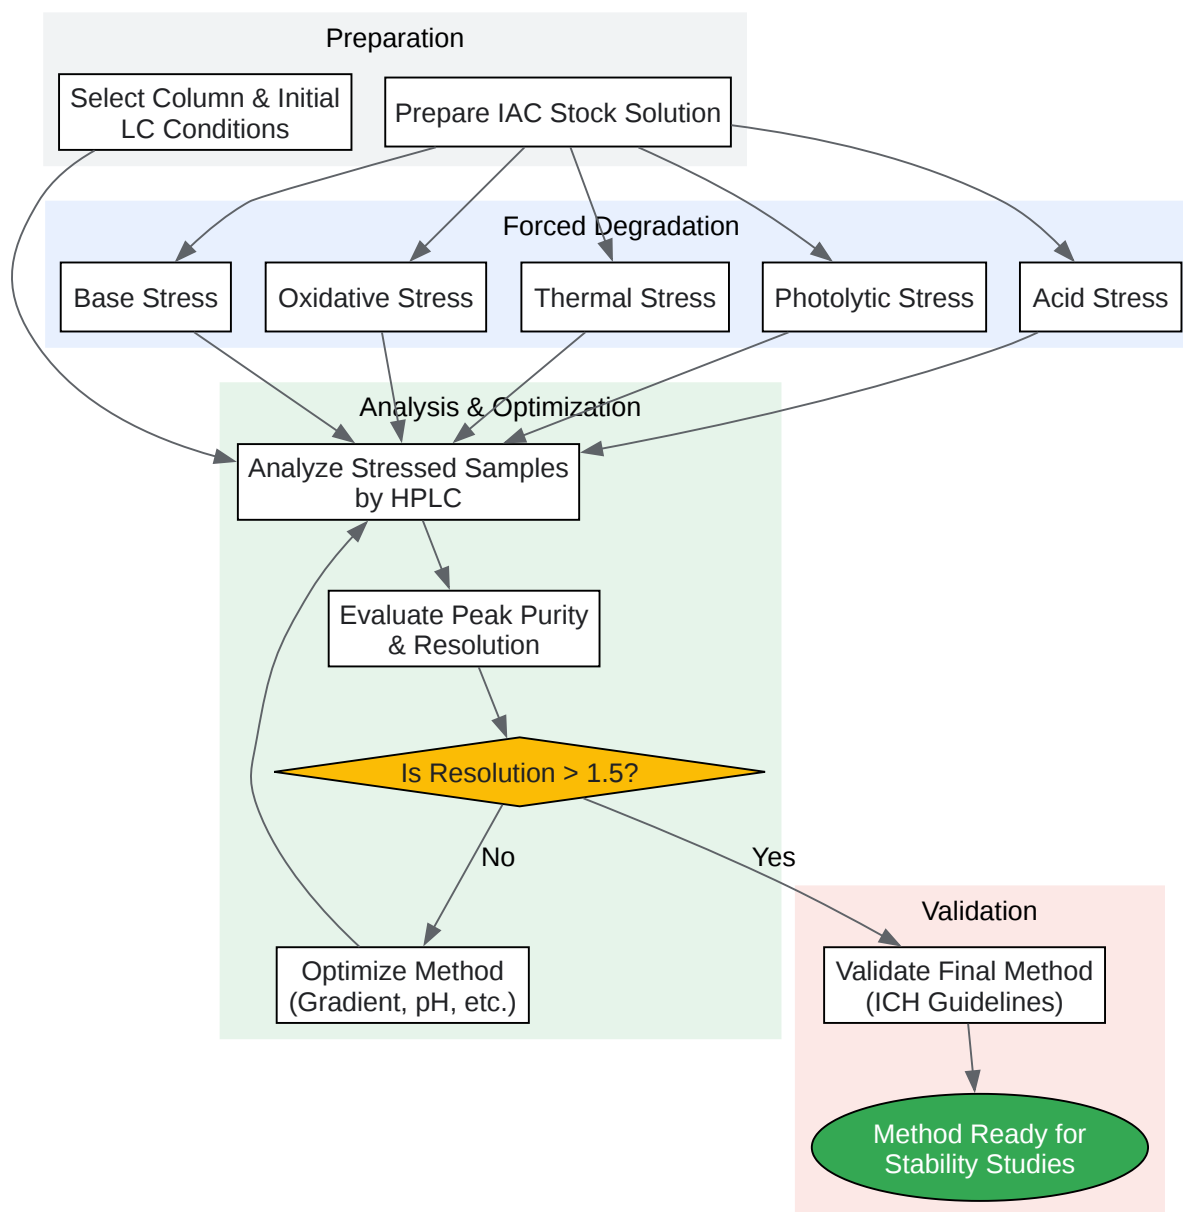 Preparation
Select Column & Initial
LC Conditions
Prepare IAC Stock Solution
Forced Degradation
Base Stress
Oxidative Stress
Thermal Stress
Photolytic Stress
Acid Stress
Analysis & Optimization
Analyze Stressed Samples
by HPLC
Evaluate Peak Purity
& Resolution
Is Resolution > 1.5?
No
Yes
Optimize Method
(Gradient, pH, etc.)
Validation
Validate Final Method
(ICH Guidelines)
Method Ready for
Stability Studies